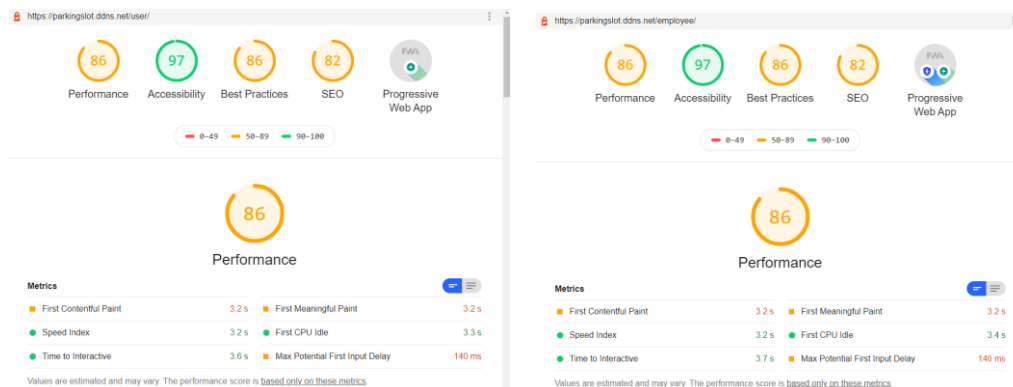 https://parkingslot.ddns.net/user/
86 97 86 82 PWA
Performance Accessibility Best Practices SEO Progressive
Web App
0-49 50-89 90-100
86
Performance
Metrics
First Contentful Paint 3.2 s First Meaningful Paint 3.2 s
Speed Index 3.2 s First CPU Idle 3.3 s
Time to Interactive 3.6 s Max Potential First Input Delay 140 ms
Values are estimated and may vary. The performance score is based only on these metrics.
https://parkingslot.ddns.net/employee/
86 97 86 82 PWA
Performance Accessibility Best Practices SEO Progressive
Web App
0-49 50-89 90-100
86
Performance
Metrics
First Contentful Paint 3.2 s First Meaningful Paint 3.2 s
Speed Index 3.2 s First CPU Idle 3.4 s
Time to Interactive 3.7 s Max Potential First Input Delay 140 ms
Values are estimated and may vary. The performance score is based only on these metrics.